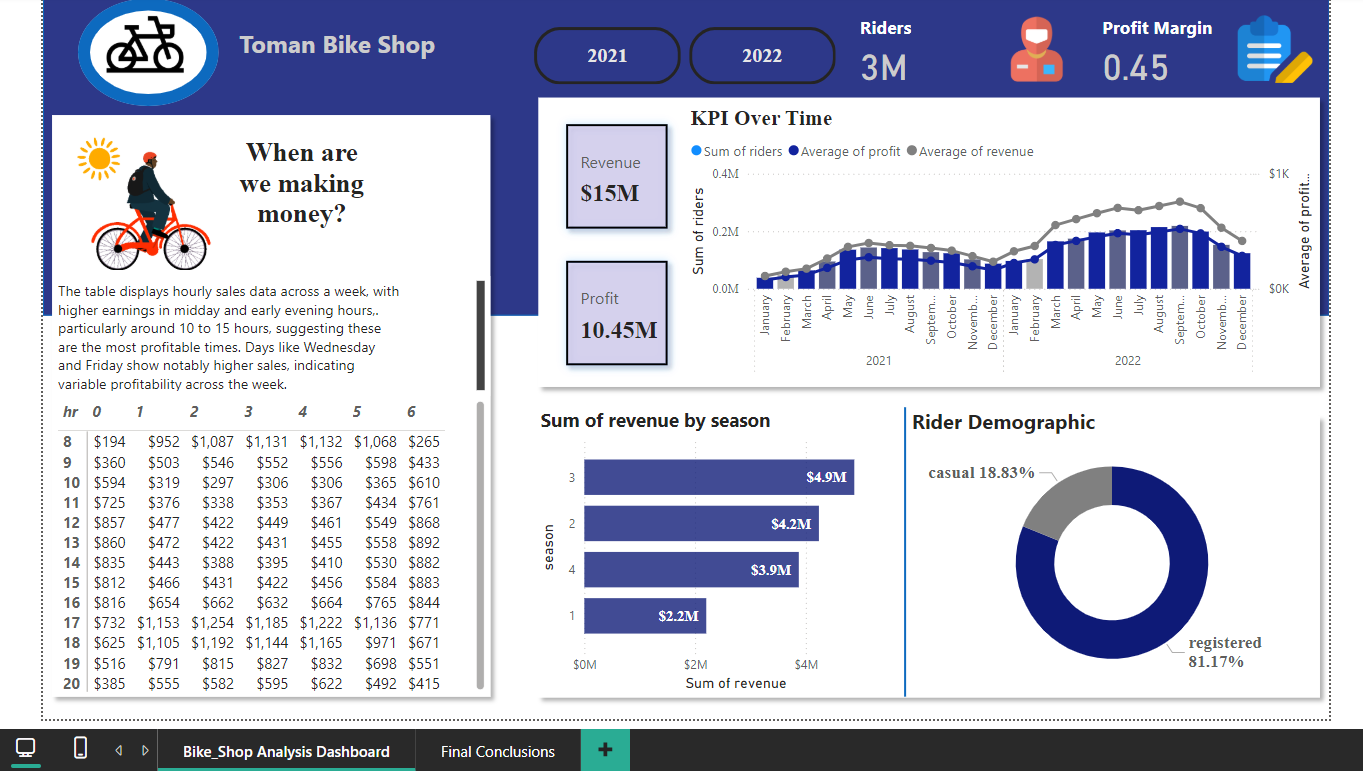 Toman Bike Shop
2021
2022
Riders
3M
Profit Margin
0.45
When are
we making
money?
The table displays hourly sales data across a week, with
higher earnings in midday and early evening hours,.
particularly around 10 to 15 hours, suggesting these
are the most profitable times. Days like Wednesday
and Friday show notably higher sales, indicating
variable profitability across the week.
hr 0 1 2 3 4 5 6
8 $194 $952 $1,087 $1,131 $1,132 $1,068 $265
9 $360 $503 $546 $552 $556 $598 $433
10 $594 $319 $297 $306 $306 $365 $610
11 $725 $376 $338 $353 $367 $434 $761
12 $857 $477 $422 $449 $461 $549 $868
13 $860 $472 $422 $431 $455 $558 $892
14 $835 $443 $388 $395 $410 $530 $882
15 $812 $466 $431 $422 $456 $584 $883
16 $816 $654 $662 $632 $664 $765 $844
17 $732 $1,153 $1,254 $1,185 $1,222 $1,136 $771
18 $625 $1,105 $1,192 $1,144 $1,165 $971 $671
19 $516 $791 $815 $827 $832 $698 $551
20 $385 $555 $582 $595 $622 $492 $415
Revenue
$15M
Profit
10.45M
KPI Over Time
Sum of riders Average of profit Average of revenue
0.4M
0.2M
0.0M
Sum of riders
$1K
$0K
Average of profit...
January
February
March
April
May
June
July
August
Septem...
October
Novemb...
December
January
February
March
April
May
June
July
August
Septem...
October
Novemb...
December
2021
2022
Sum of revenue by season
season
3 $4.9M
2 $4.2M
4 $3.9M
1 $2.2M
$0M $2M $4M
Sum of revenue
Rider Demographic
casual 18.83%
registered
81.17%
Bike_Shop Analysis Dashboard
Final Conclusions
+